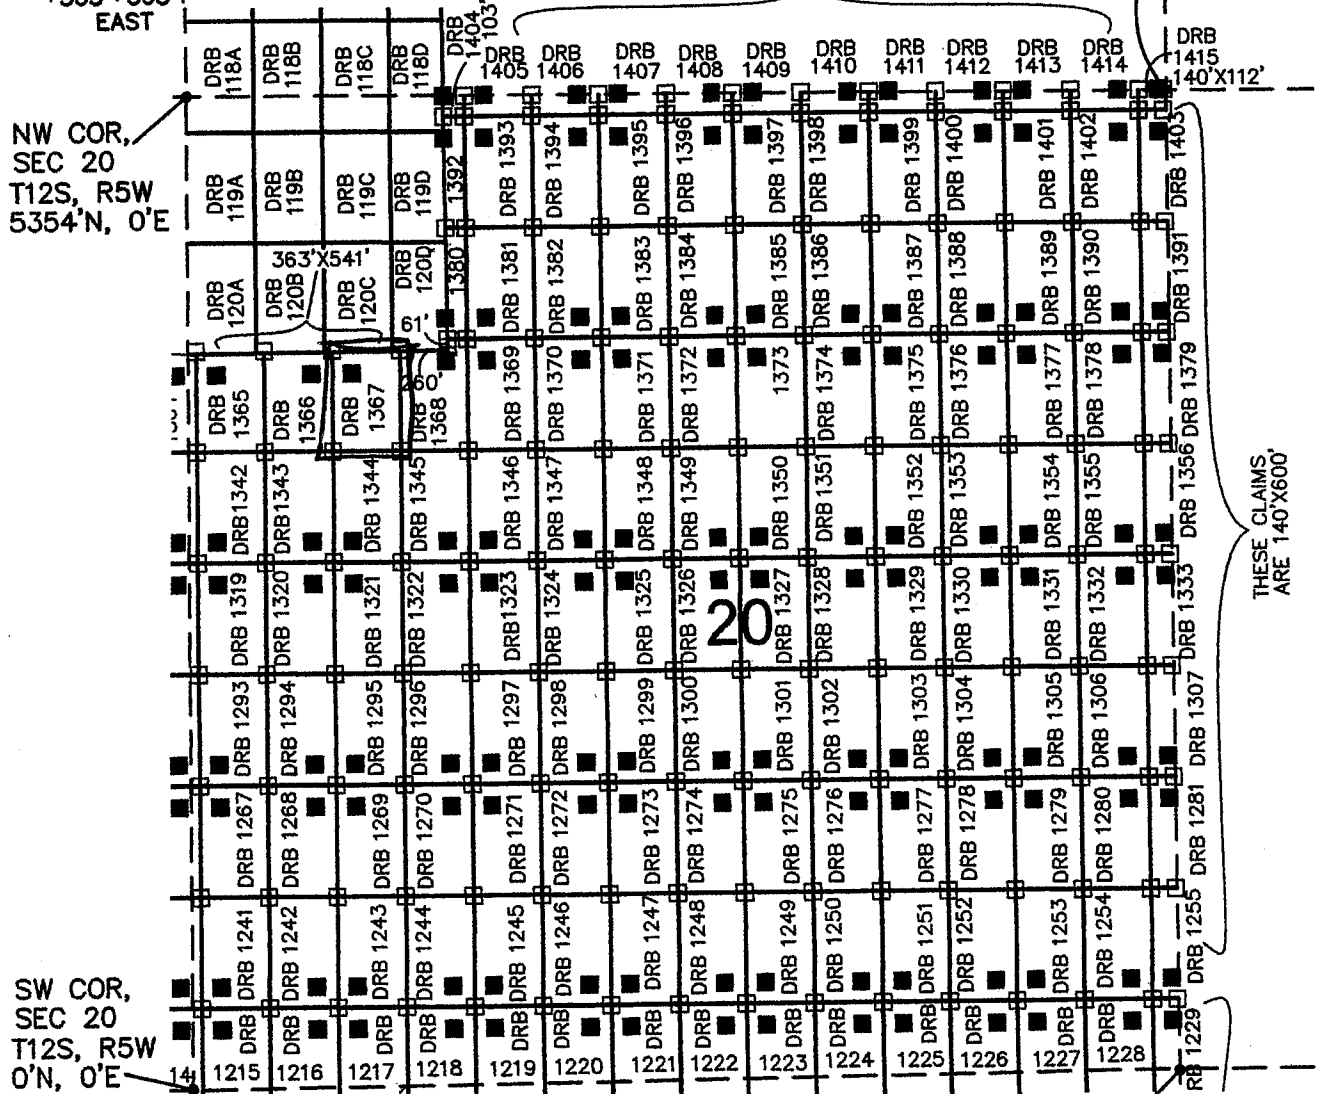 EAST
DRB 118A
DRB 118B
DRB 118C
DRB 118D
DRB 1404
103'
DRB 1405
DRB 1406
DRB 1407
DRB 1408
DRB 1409
DRB 1410
DRB 1411
DRB 1412
DRB 1413
DRB 1414
DRB 1415
140'X112'
NW COR,
SEC 20
T12S, R5W
5354'N, 0'E
DRB 119A
DRB 119B
DRB 119C
DRB 119D
1392
DRB 1393
DRB 1394
DRB 1395
DRB 1396
DRB 1397
DRB 1398
DRB 1399
DRB 1400
DRB 1401
DRB 1402
DRB 1403
363'X541'
DRB 120A
DRB 120B
DRB 120C
DRB 120D
1380
DRB 1381
DRB 1382
DRB 1383
DRB 1384
DRB 1385
DRB 1386
DRB 1387
DRB 1388
DRB 1389
DRB 1390
DRB 1391
61'
260'
DRB 1365
DRB 1366
DRB 1367
DRB 1368
DRB 1369
DRB 1370
DRB 1371
DRB 1372
1373
DRB 1374
DRB 1375
DRB 1376
DRB 1377
DRB 1378
DRB 1379
DRB 1342
DRB 1343
DRB 1344
DRB 1345
DRB 1346
DRB 1347
DRB 1348
DRB 1349
DRB 1350
DRB 1351
DRB 1352
DRB 1353
DRB 1354
DRB 1355
DRB 1356
THESE CLAIMS
ARE 140'X600'
DRB 1319
DRB 1320
DRB 1321
DRB 1322
DRB1323
DRB 1324
DRB 1325
DRB 1326
DRB 1327
DRB 1328
DRB 1329
DRB 1330
DRB 1331
DRB 1332
DRB 1333
20
DRB 1293
DRB 1294
DRB 1295
DRB 1296
DRB 1297
DRB 1298
DRB 1299
DRB 1300
DRB 1301
DRB 1302
DRB 1303
DRB 1304
DRB 1305
DRB 1306
DRB 1307
DRB 1267
DRB 1268
DRB 1269
DRB 1270
DRB 1271
DRB 1272
DRB 1273
DRB 1274
DRB 1275
DRB 1276
DRB 1277
DRB 1278
DRB 1279
DRB 1280
DRB 1281
DRB 1241
DRB 1242
DRB 1243
DRB 1244
DRB 1245
DRB 1246
DRB 1247
DRB 1248
DRB 1249
DRB 1250
DRB 1251
DRB 1252
DRB 1253
DRB 1254
DRB 1255
SW COR,
SEC 20
T12S, R5W
0'N, 0'E
DRB 1215
DRB 1216
DRB 1217
DRB 1218
DRB 1219
DRB 1220
DRB 1221
DRB 1222
DRB 1223
DRB 1224
DRB 1225
DRB 1226
DRB 1227
DRB 1228
DRB 1229